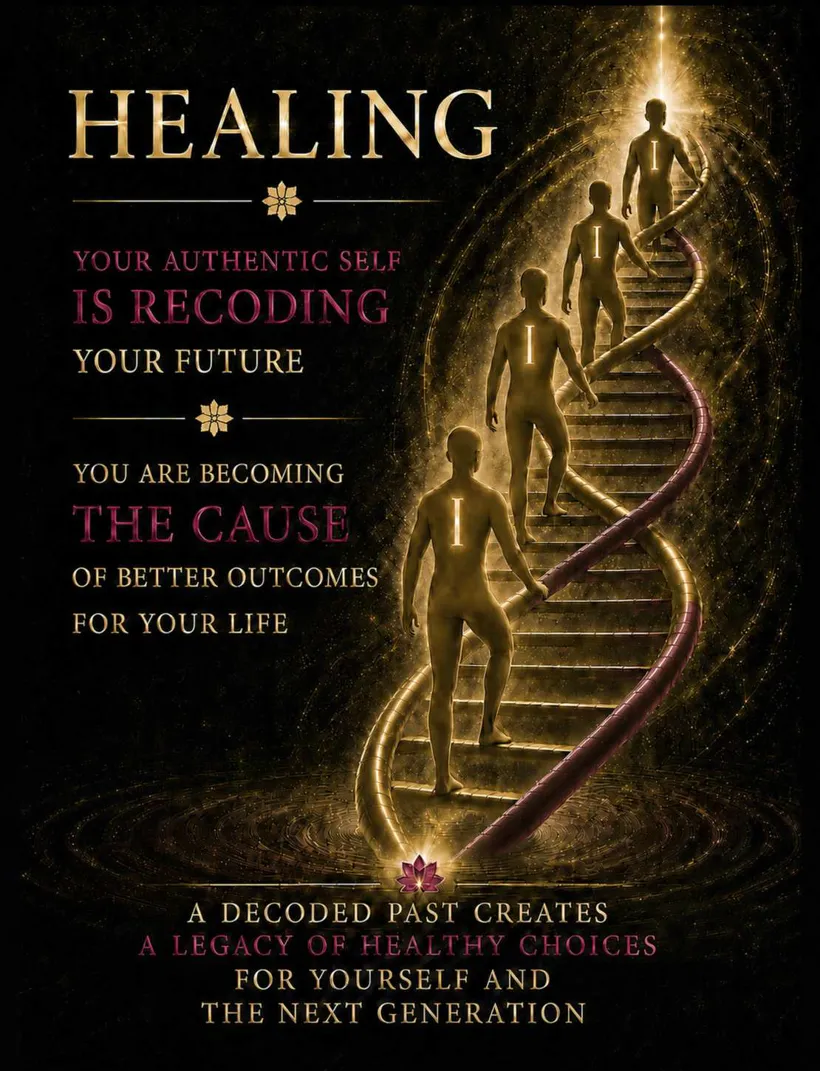 HEALING
YOUR AUTHENTIC SELF
IS RECODING
YOUR FUTURE
YOU ARE BECOMING
THE CAUSE
OF BETTER OUTCOMES
FOR YOUR LIFE
I
I
I
I
A DECODED PAST CREATES
A LEGACY OF HEALTHY CHOICES
FOR YOURSELF AND
THE NEXT GENERATION